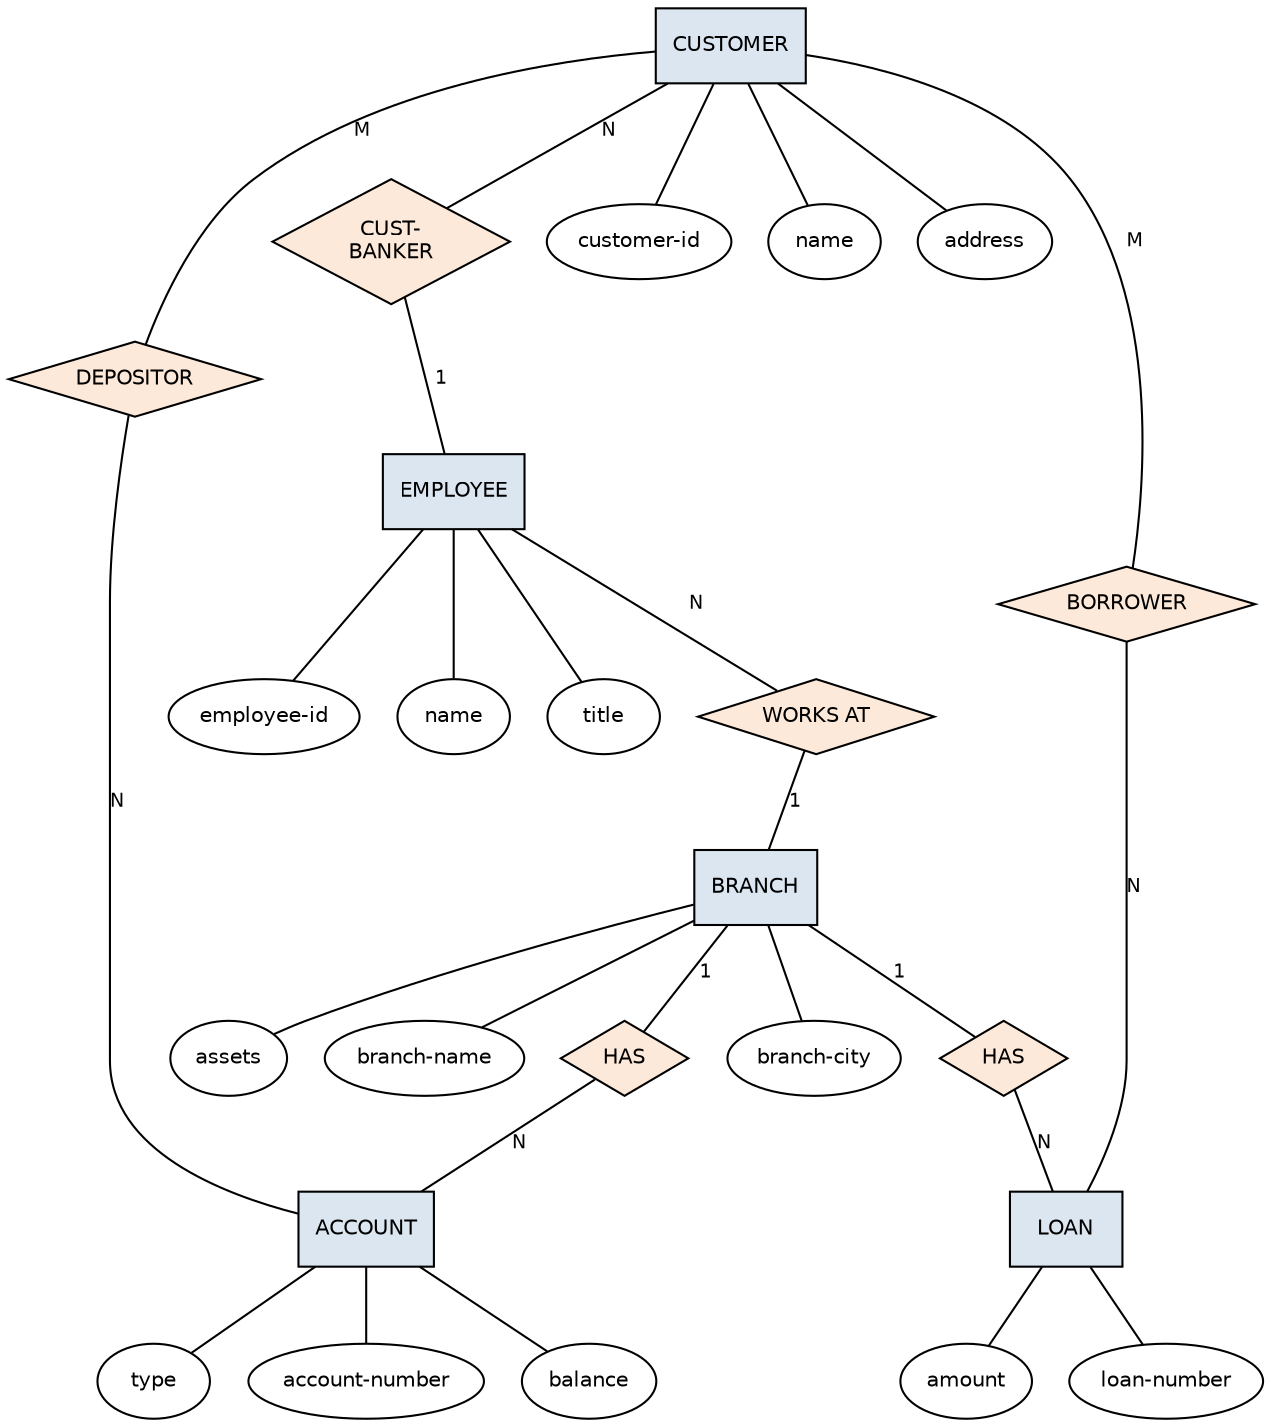 CUSTOMER
M
N
CUST-
BANKER
customer-id
name
address
M
DEPOSITOR
1
EMPLOYEE
N
BORROWER
employee-id
name
title
WORKS AT
N
1
BRANCH
N
1
1
assets
branch-name
HAS
branch-city
HAS
N
N
ACCOUNT
LOAN
type
account-number
balance
amount
loan-number